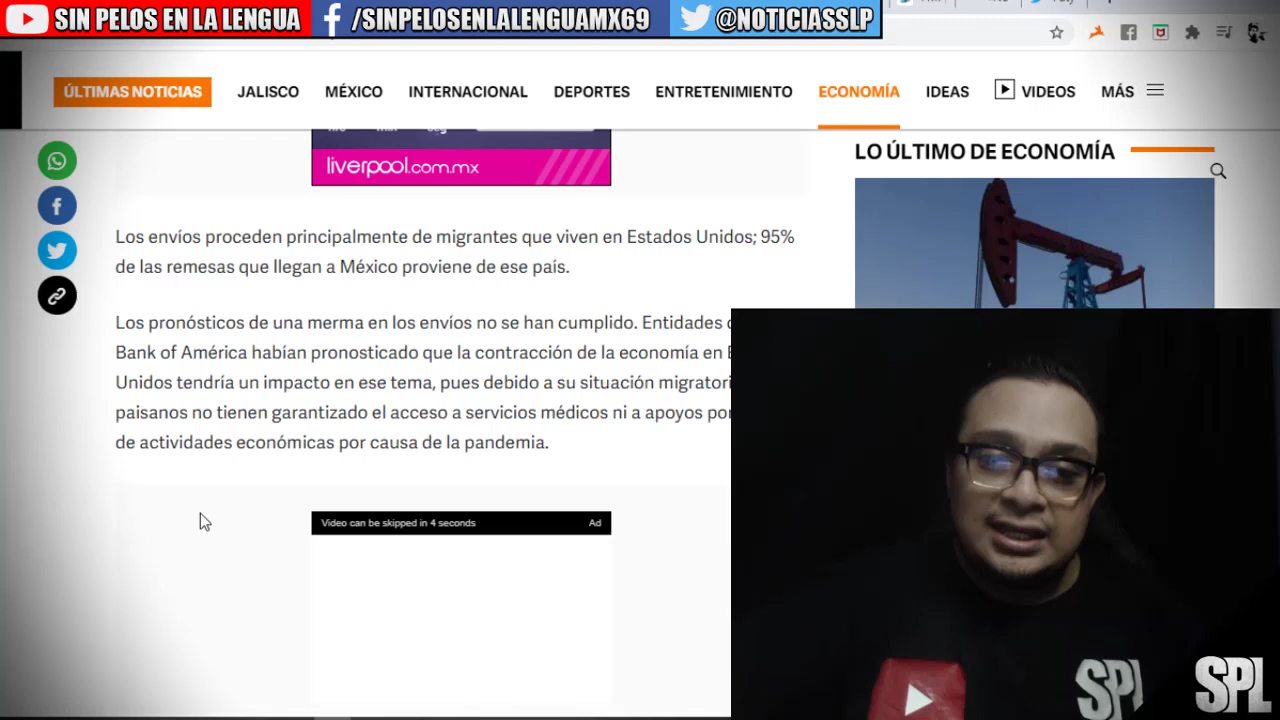 SIN PELOS EN LA LENGUA
/SINPELOSENLALENGUAMX69
@NOTICIASSLP
ÚLTIMAS NOTICIAS
JALISCO
MÉXICO
INTERNACIONAL
DEPORTES
ENTRETENIMIENTO
ECONOMÍA
IDEAS
VIDEOS
MÁS
liverpool.com.mx
LO ÚLTIMO DE ECONOMÍA
Los envíos proceden principalmente de migrantes que viven en Estados Unidos; 95%
de las remesas que llegan a México proviene de ese país.
Los pronósticos de una merma en los envíos no se han cumplido. Entidades
Bank of América habían pronosticado que la contracción de la economía en
Unidos tendría un impacto en ese tema, pues debido a su situación
paisanos no tienen garantizado el acceso a servicios médicos ni a apoyos
de actividades económicas por causa de la pandemia.
Video can be skipped in 4 seconds
Ad
SPL
SPL